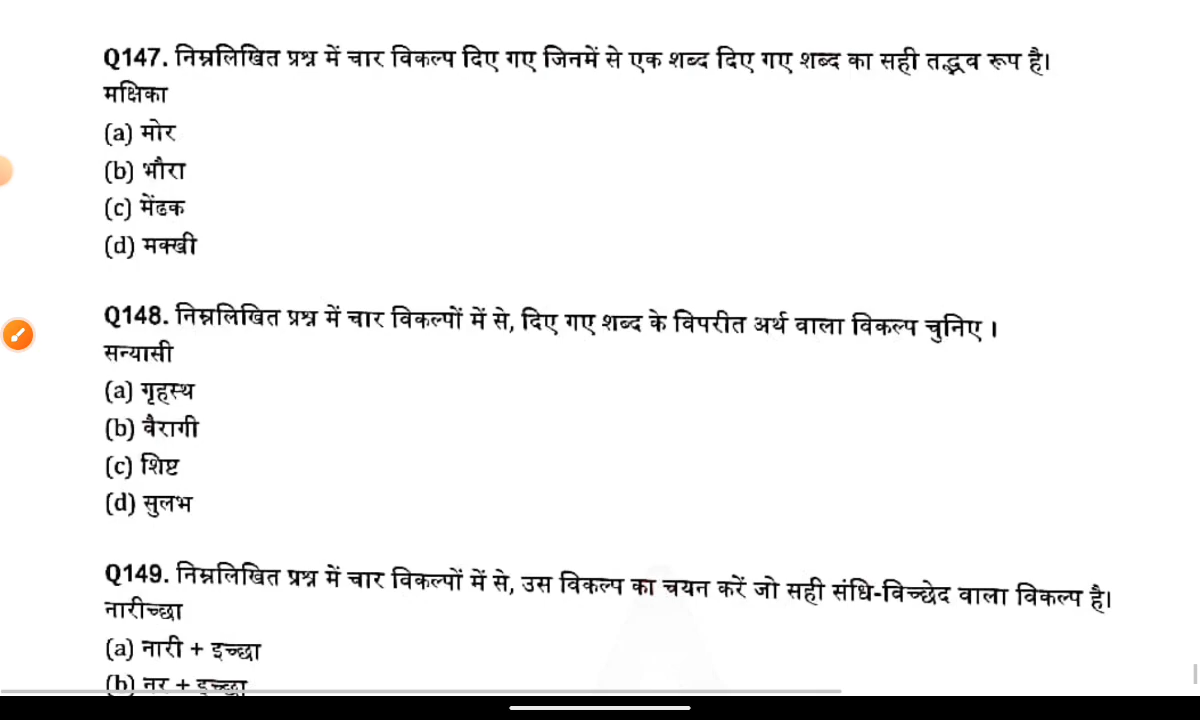 Q147. निम्नलिखित प्रश्न में चार विकल्प दिए गए जिनमें से एक शब्द दिए गए शब्द का सही तद्भव रूप है।
मक्षिका
(a) मोर
(b) भौरा
(c) मेंढक
(d) मक्खी
Q148. निम्नलिखित प्रश्न में चार विकल्पों में से, दिए गए शब्द के विपरीत अर्थ वाला विकल्प चुनिए ।
सन्यासी
(a) गृहस्थ
(b) वैरागी
(c) शिष्ट
(d) सुलभ
Q149. निम्नलिखित प्रश्न में चार विकल्पों में से, उस विकल्प का चयन करें जो सही संधि-विच्छेद वाला विकल्प है।
नारीच्छा
(a) नारी + इच्छा
(b) नर + इच्छा